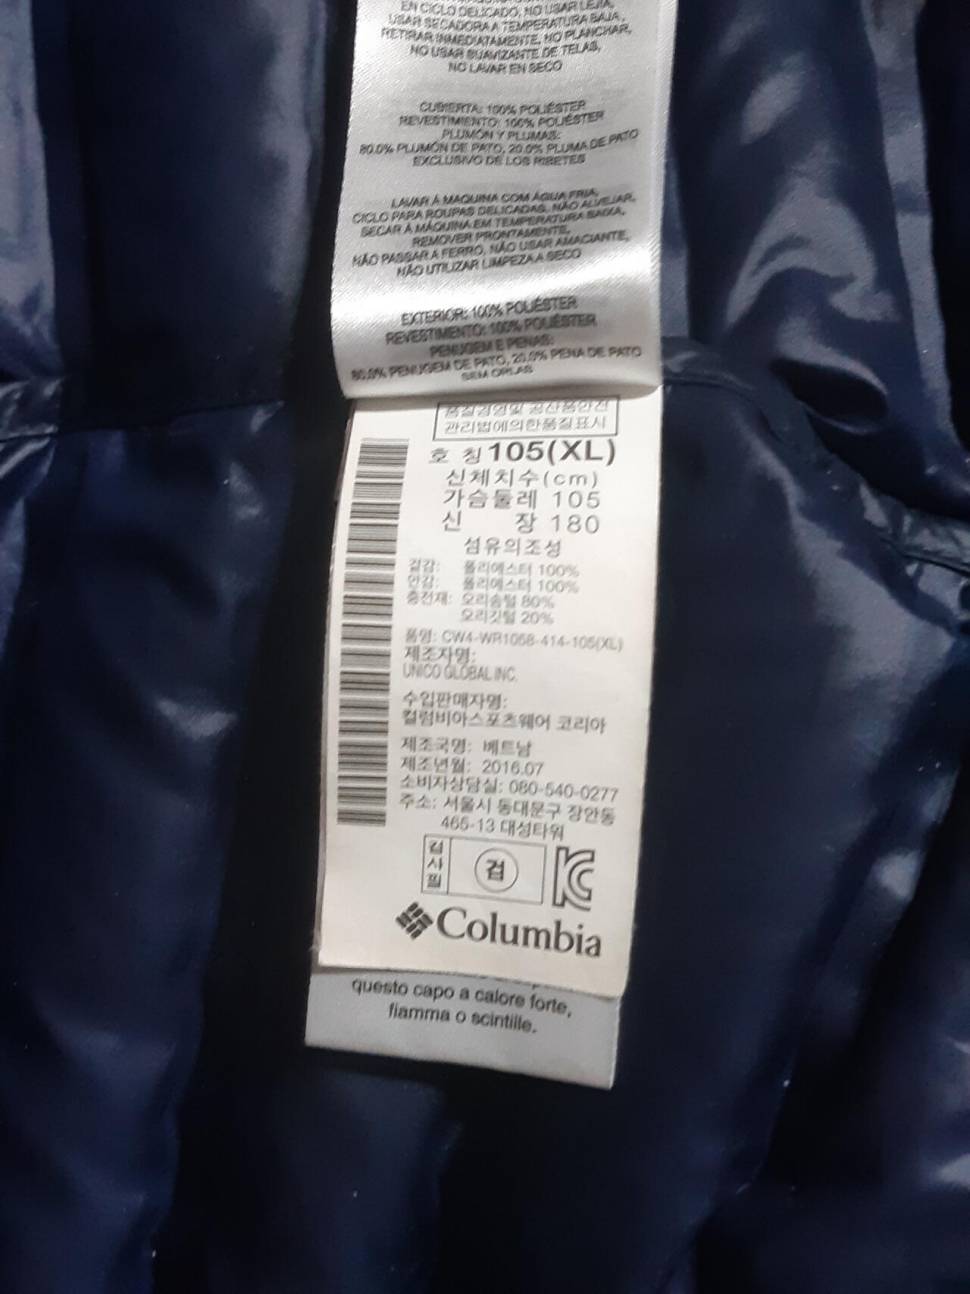 EN CICLO DELICADO, NO USAR LEJIA,
USAR SECADORA A TEMPERATURA BAJA,
RETIRAR INMEDIATAMENTE, NO PLANCHAR,
NO USAR SUAVIZANTE DE TELAS,
NO LAVAR EN SECO
CUBIERTA: 100% POLIÉSTER
REVESTIMIENTO: 100% POLIÉSTER
PLUMÓN Y PLUMAS:
80.0% PLUMÓN DE PATO, 20.0% PLUMA DE PATO
EXCLUSIVO DE LOS RIBETES
LAVAR À MAQUINA COM ÁGUA FRIA,
CICLO PARA ROUPAS DELICADAS, NÃO ALVEJAR,
SECAR À MÁQUINA EM TEMPERATURA BAIXA,
REMOVER PRONTAMENTE,
NÃO PASSAR A FERRO, NÃO USAR AMACIANTE,
NÃO UTILIZAR LIMPEZA A SECO
EXTERIOR: 100% POLIÉSTER
REVESTIMENTO: 100% POLIÉSTER
PENUGEM E PENAS:
80.0% PENUGEM DE PATO, 20.0% PENA DE PATO
SEM ORLAS
품질경영및 공산품안전
관리법에의한품질표시
호 칭 105(XL)
신체치수(cm)
가슴둘레 105
신 장 180
섬유의조성
겉감: 폴리에스터 100%
안감: 폴리에스터 100%
충전재: 오리솜털 80%
오리깃털 20%
품명: CW4-WR1058-414-105(XL)
제조자명:
UNICO GLOBAL INC.
수입판매자명:
컬럼비아스포츠웨어 코리아
제조국명: 베트남
제조년월: 2016.07
소비자상담실: 080-540-0277
주소: 서울시 동대문구 장안동
465-13 대성타워
검사필 검 KC
Columbia
questo capo a calore forte,
fiamma o scintille.